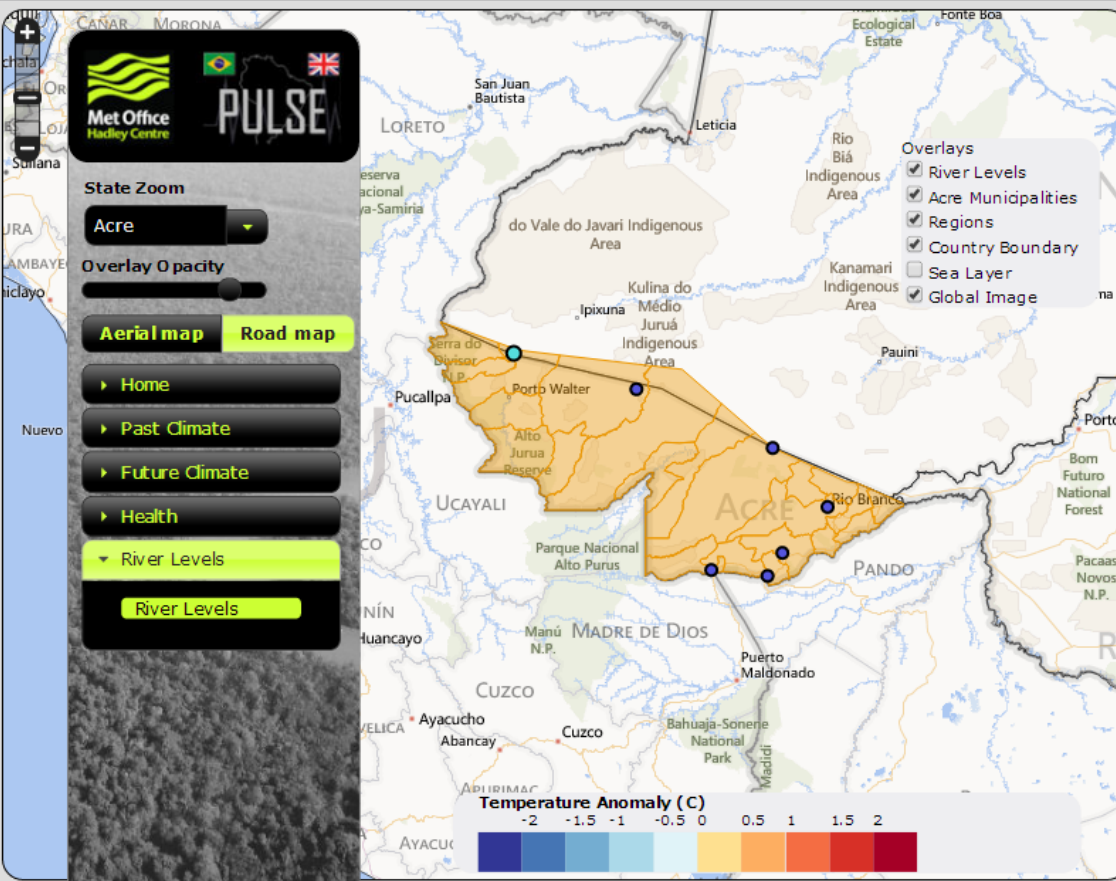 CAÑAR
MORONA
Met Office
Hadley Centre
PULSE
State Zoom
Acre
Overlay Opacity
Aerial map
Road map
Home
Past Climate
Future Climate
Health
River Levels
River Levels
Sullana
Nuevo
Huancayo
Ecological
Estate
Fonte Boa
San Juan
Bautista
LORETO
Leticia
Rio
Biá
Indigenous
Area
Overlays
River Levels
Acre Municipalities
Regions
Country Boundary
Sea Layer
Global Image
do Vale do Javari Indigenous
Area
Kanamari
Indigenous
Area
Kulina do
Médio
Juruá
Indigenous
Area
Ipixuna
Pauini
Serra do
Divisor
N.P.
Porto Walter
Pucallpa
Alto
Jurua
Reserve
UCAYALI
ACRE
Rio Branco
Bom
Futuro
National
Forest
Parque Nacional
Alto Purus
PANDO
Pacaas
Novos
N.P.
Manú
N.P.
MADRE DE DIOS
Puerto
Maldonado
CUZCO
Ayacucho
Abancay
Cuzco
Bahuaja-Sonene
National
Park
Madidi
APURIMAC
Temperature Anomaly (C)
-2 -1.5 -1 -0.5 0 0.5 1 1.5 2